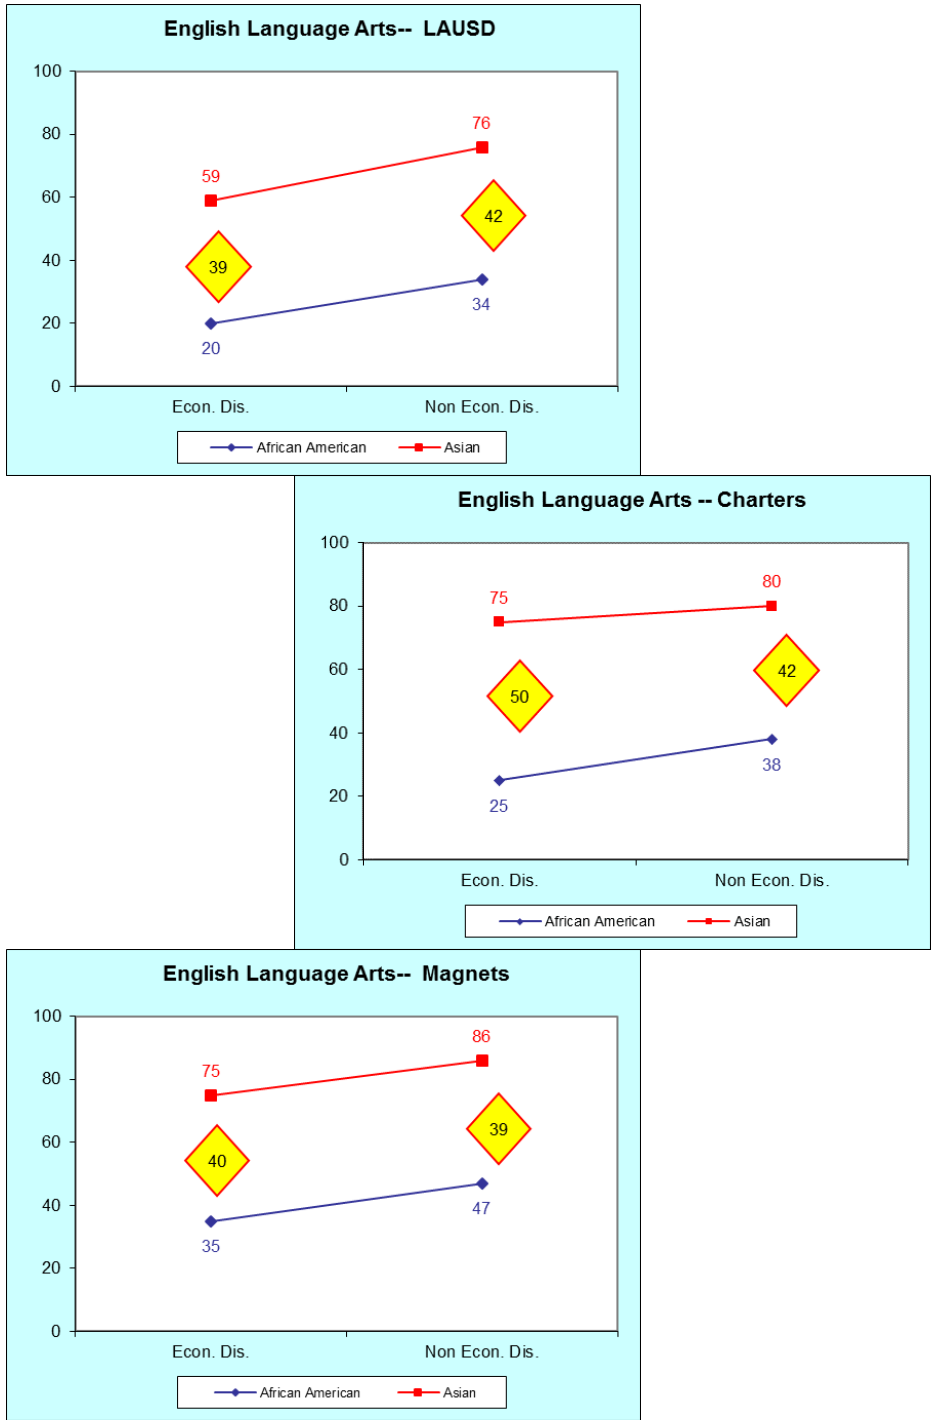 English Language Arts-- LAUSD
100
80
60
40
20
0
59
76
39
42
20
34
Econ. Dis.
Non Econ. Dis.
African American
Asian
English Language Arts -- Charters
100
80
60
40
20
0
75
80
50
42
25
38
Econ. Dis.
Non Econ. Dis.
African American
Asian
English Language Arts-- Magnets
100
80
60
40
20
0
75
86
40
39
35
47
Econ. Dis.
Non Econ. Dis.
African American
Asian